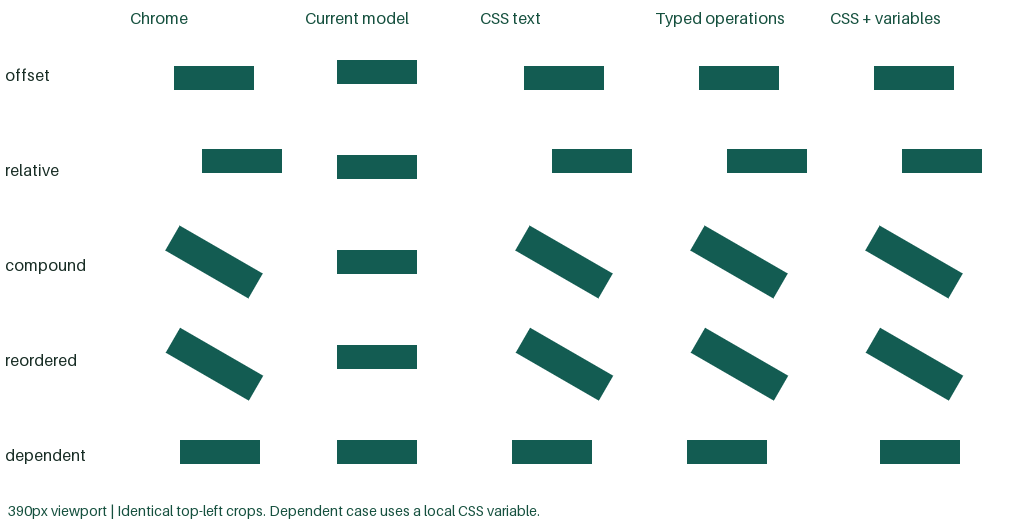 Chrome Current model CSS text Typed operations CSS + variables
offset
relative
compound
reordered
dependent
390px viewport | Identical top-left crops. Dependent case uses a local CSS variable.